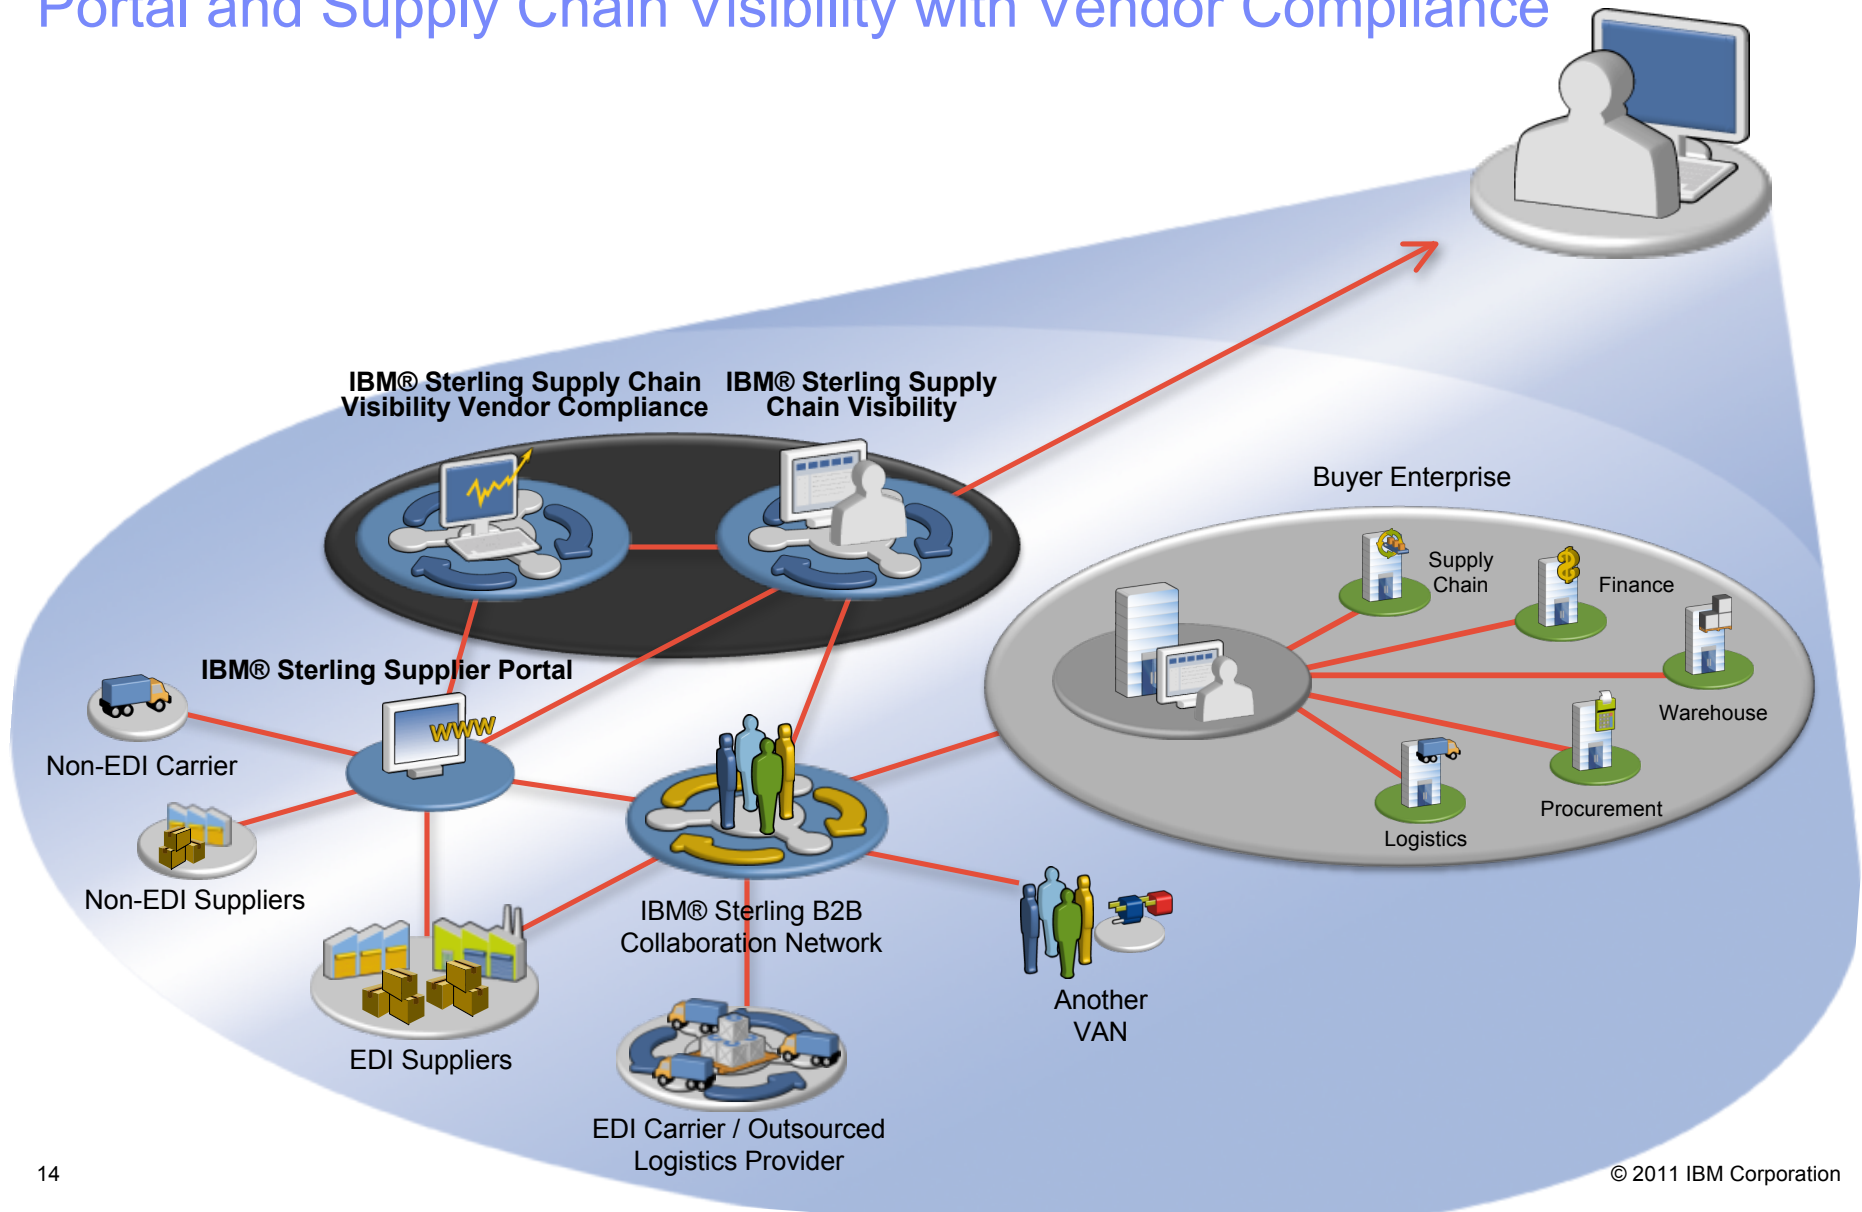 Portal and Supply Chain Visibility with Vendor Compliance
IBM® Sterling Supply Chain
Visibility Vendor Compliance
IBM® Sterling Supply
Chain Visibility
Buyer Enterprise
Supply
Chain
Finance
Warehouse
Procurement
Logistics
IBM® Sterling Supplier Portal
WWW
Non-EDI Carrier
Non-EDI Suppliers
EDI Suppliers
IBM® Sterling B2B
Collaboration Network
Another
VAN
EDI Carrier / Outsourced
Logistics Provider
14
© 2011 IBM Corporation